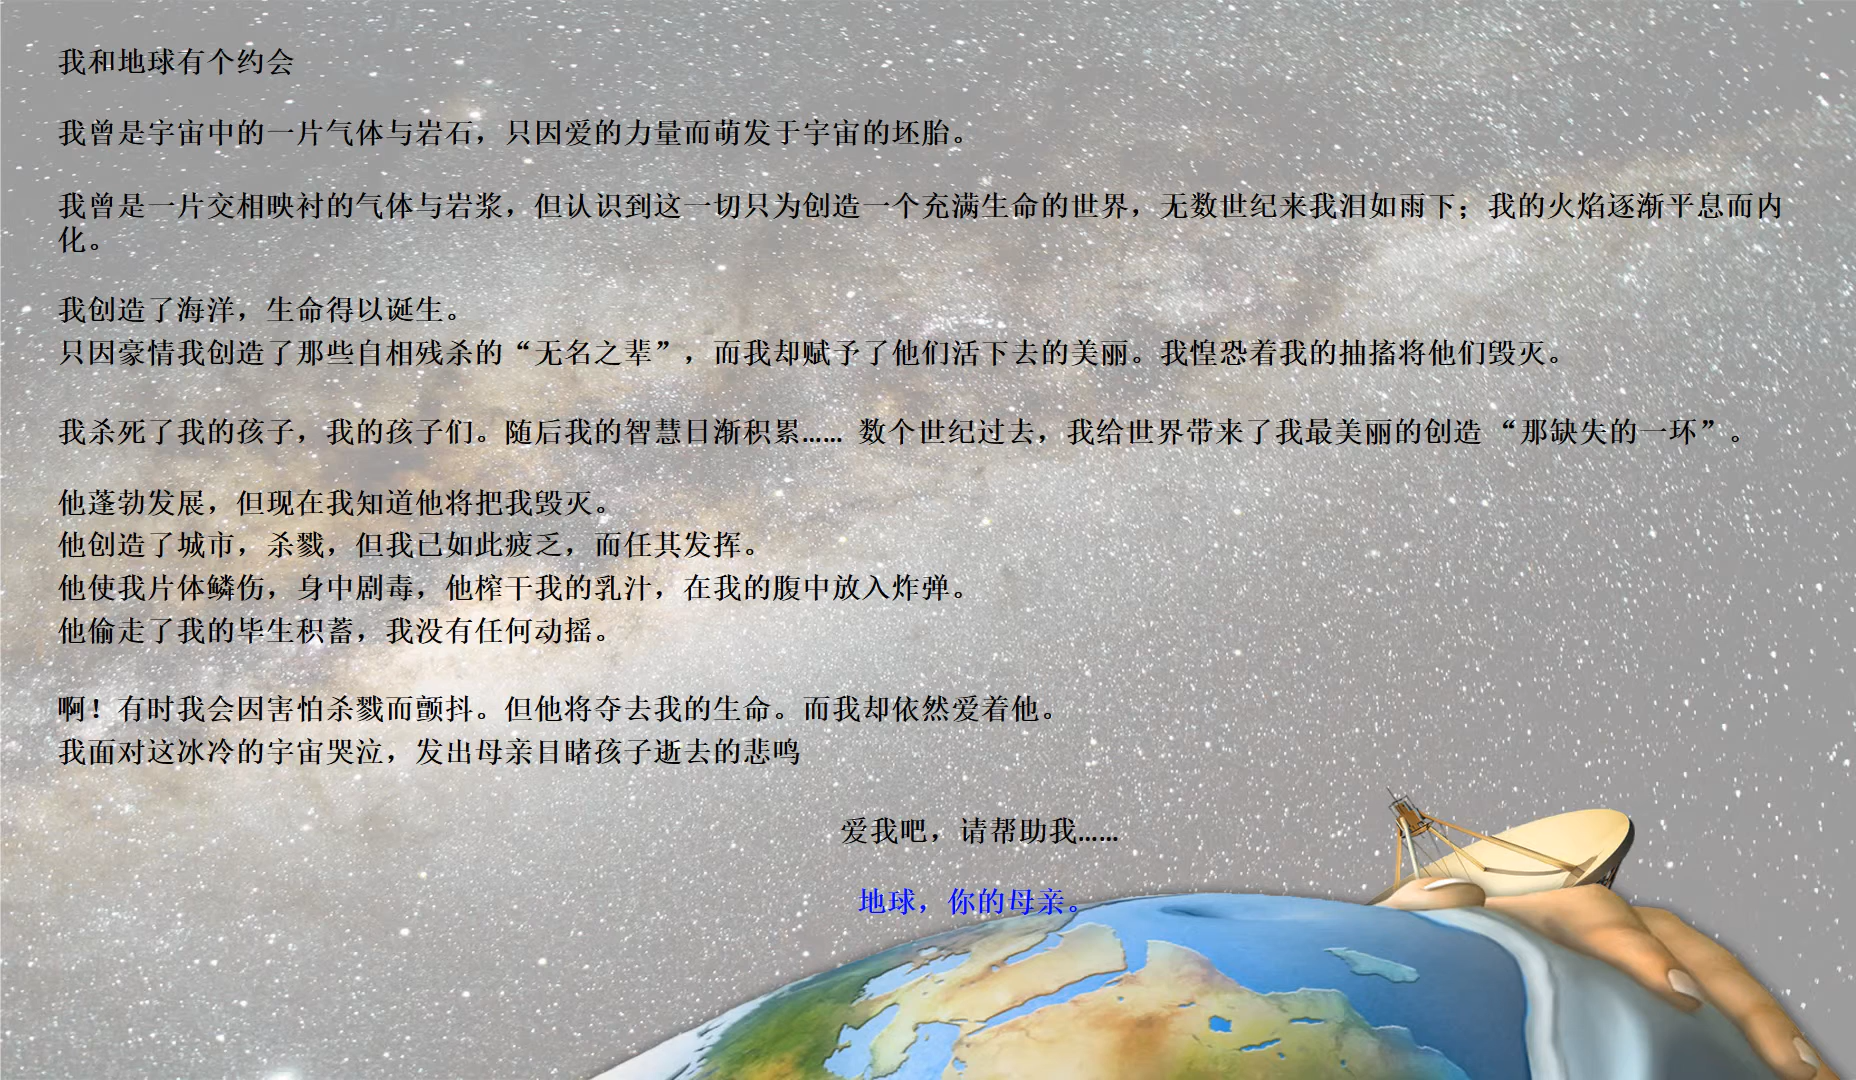 我和地球有个约会
我曾是宇宙中的一片气体与岩石，只因爱的力量而萌发于宇宙的坯胎。
我曾是一片交相映衬的气体与岩浆，但认识到这一切只为创造一个充满生命的世界，无数世纪来我泪如雨下；我的火焰逐渐平息而内
化。
我创造了海洋，生命得以诞生。
只因豪情我创造了那些自相残杀的“无名之辈”，而我却赋予了他们活下去的美丽。我惶恐着我的抽搐将他们毁灭。
我杀死了我的孩子，我的孩子们。随后我的智慧日渐积累…… 数个世纪过去，我给世界带来了我最美丽的创造 “那缺失的一环”。
他蓬勃发展，但现在我知道他将把我毁灭。
他创造了城市，杀戮，但我已如此疲乏，而任其发挥。
他使我片体鳞伤，身中剧毒，他榨干我的乳汁，在我的腹中放入炸弹。
他偷走了我的毕生积蓄，我没有任何动摇。
啊！有时我会因害怕杀戮而颤抖。但他将夺去我的生命。而我却依然爱着他。
我面对这冰冷的宇宙哭泣，发出母亲目睹孩子逝去的悲鸣
爱我吧，请帮助我……
地球，你的母亲。